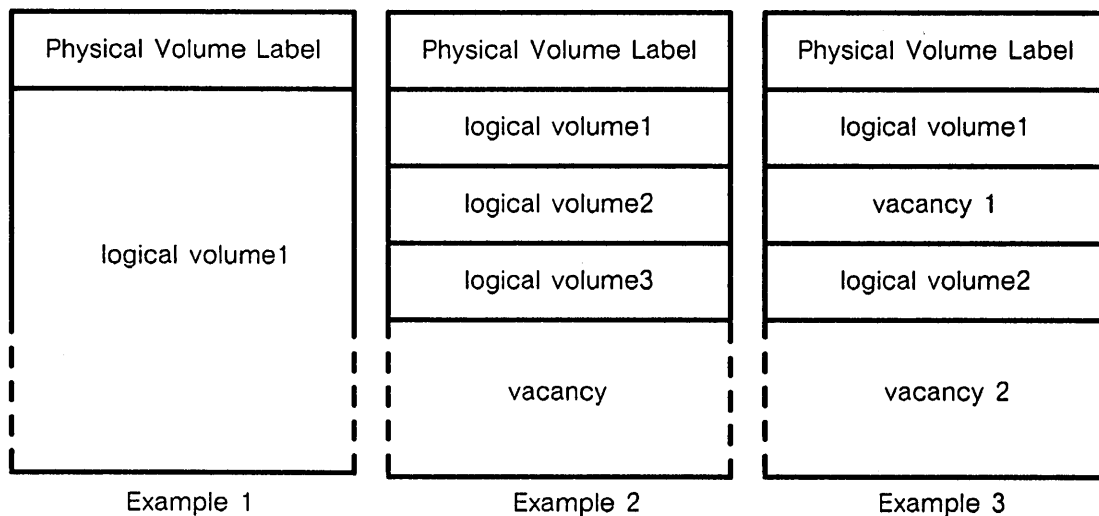 Physical Volume Label
logical volume1
Example 1
Physical Volume Label
logical volume1
logical volume2
logical volume3
vacancy
Example 2
Physical Volume Label
logical volume1
vacancy 1
logical volume2
vacancy 2
Example 3